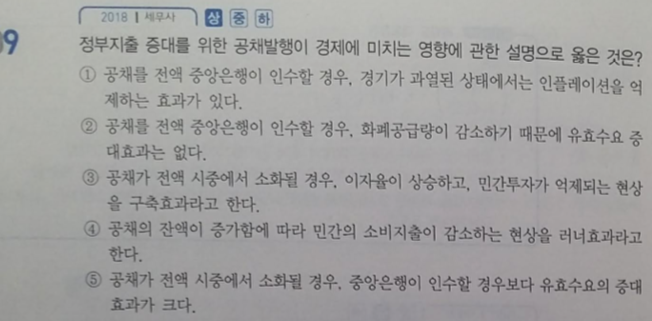 2018 | 세무사 상 중 하
9
정부지출 증대를 위한 공채발행이 경제에 미치는 영향에 관한 설명으로 옳은 것은?
① 공채를 전액 중앙은행이 인수할 경우, 경기가 과열된 상태에서는 인플레이션을 억
제하는 효과가 있다.
② 공채를 전액 중앙은행이 인수할 경우, 화폐공급량이 감소하기 때문에 유효수요 증
대효과는 없다.
③ 공채가 전액 시중에서 소화될 경우, 이자율이 상승하고, 민간투자가 억제되는 현상
을 구축효과라고 한다.
④ 공채의 잔액이 증가함에 따라 민간의 소비지출이 감소하는 현상을 러너효과라고
한다.
⑤ 공채가 전액 시중에서 소화될 경우, 중앙은행이 인수할 경우보다 유효수요의 증대
효과가 크다.